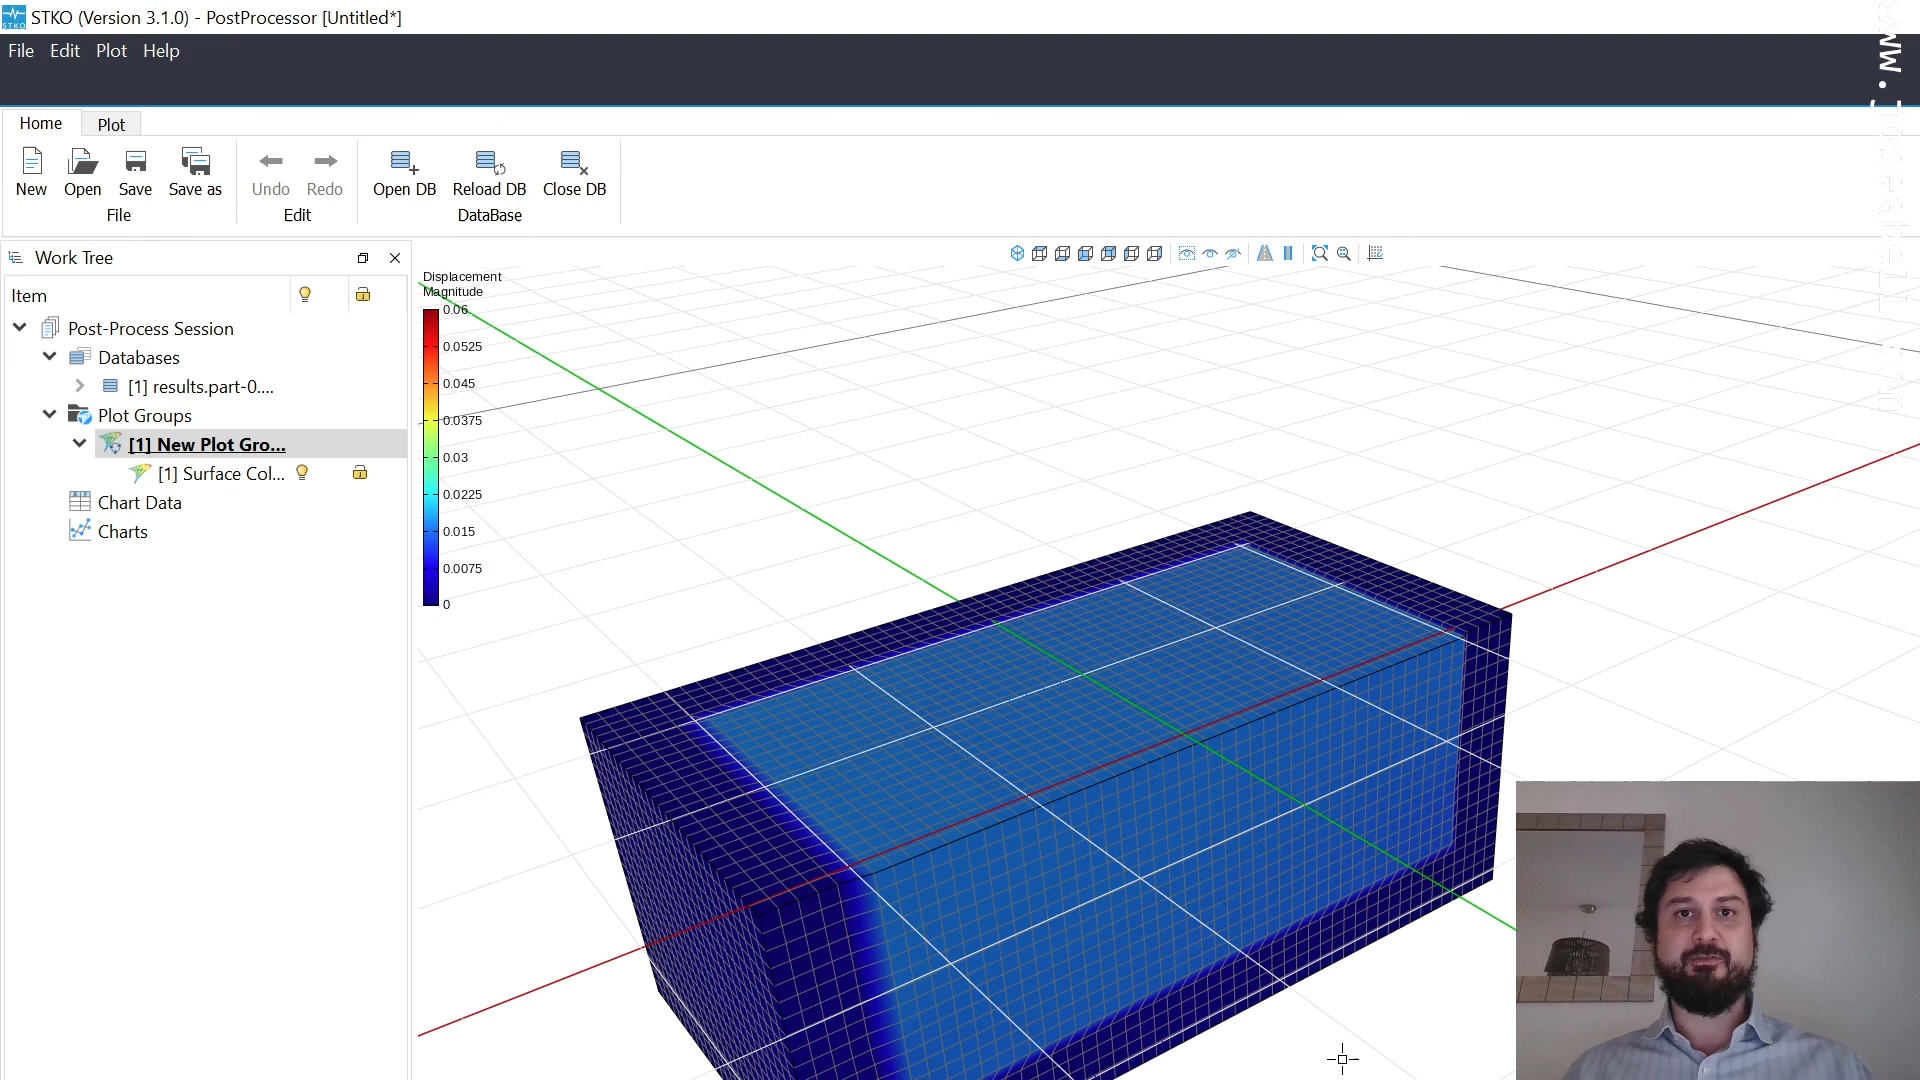 STKO (Version 3.1.0) - PostProcessor [Untitled*]
File Edit Plot Help
Home Plot
New Open Save Save as Undo Redo Open DB Reload DB Close DB
File Edit DataBase
Work Tree
Item
Post-Process Session
Databases
[1] results.part-0....
Plot Groups
[1] New Plot Gro...
[1] Surface Col...
Chart Data
Charts
Displacement
Magnitude
0.06
0.0525
0.045
0.0375
0.03
0.0225
0.015
0.0075
0
STKO